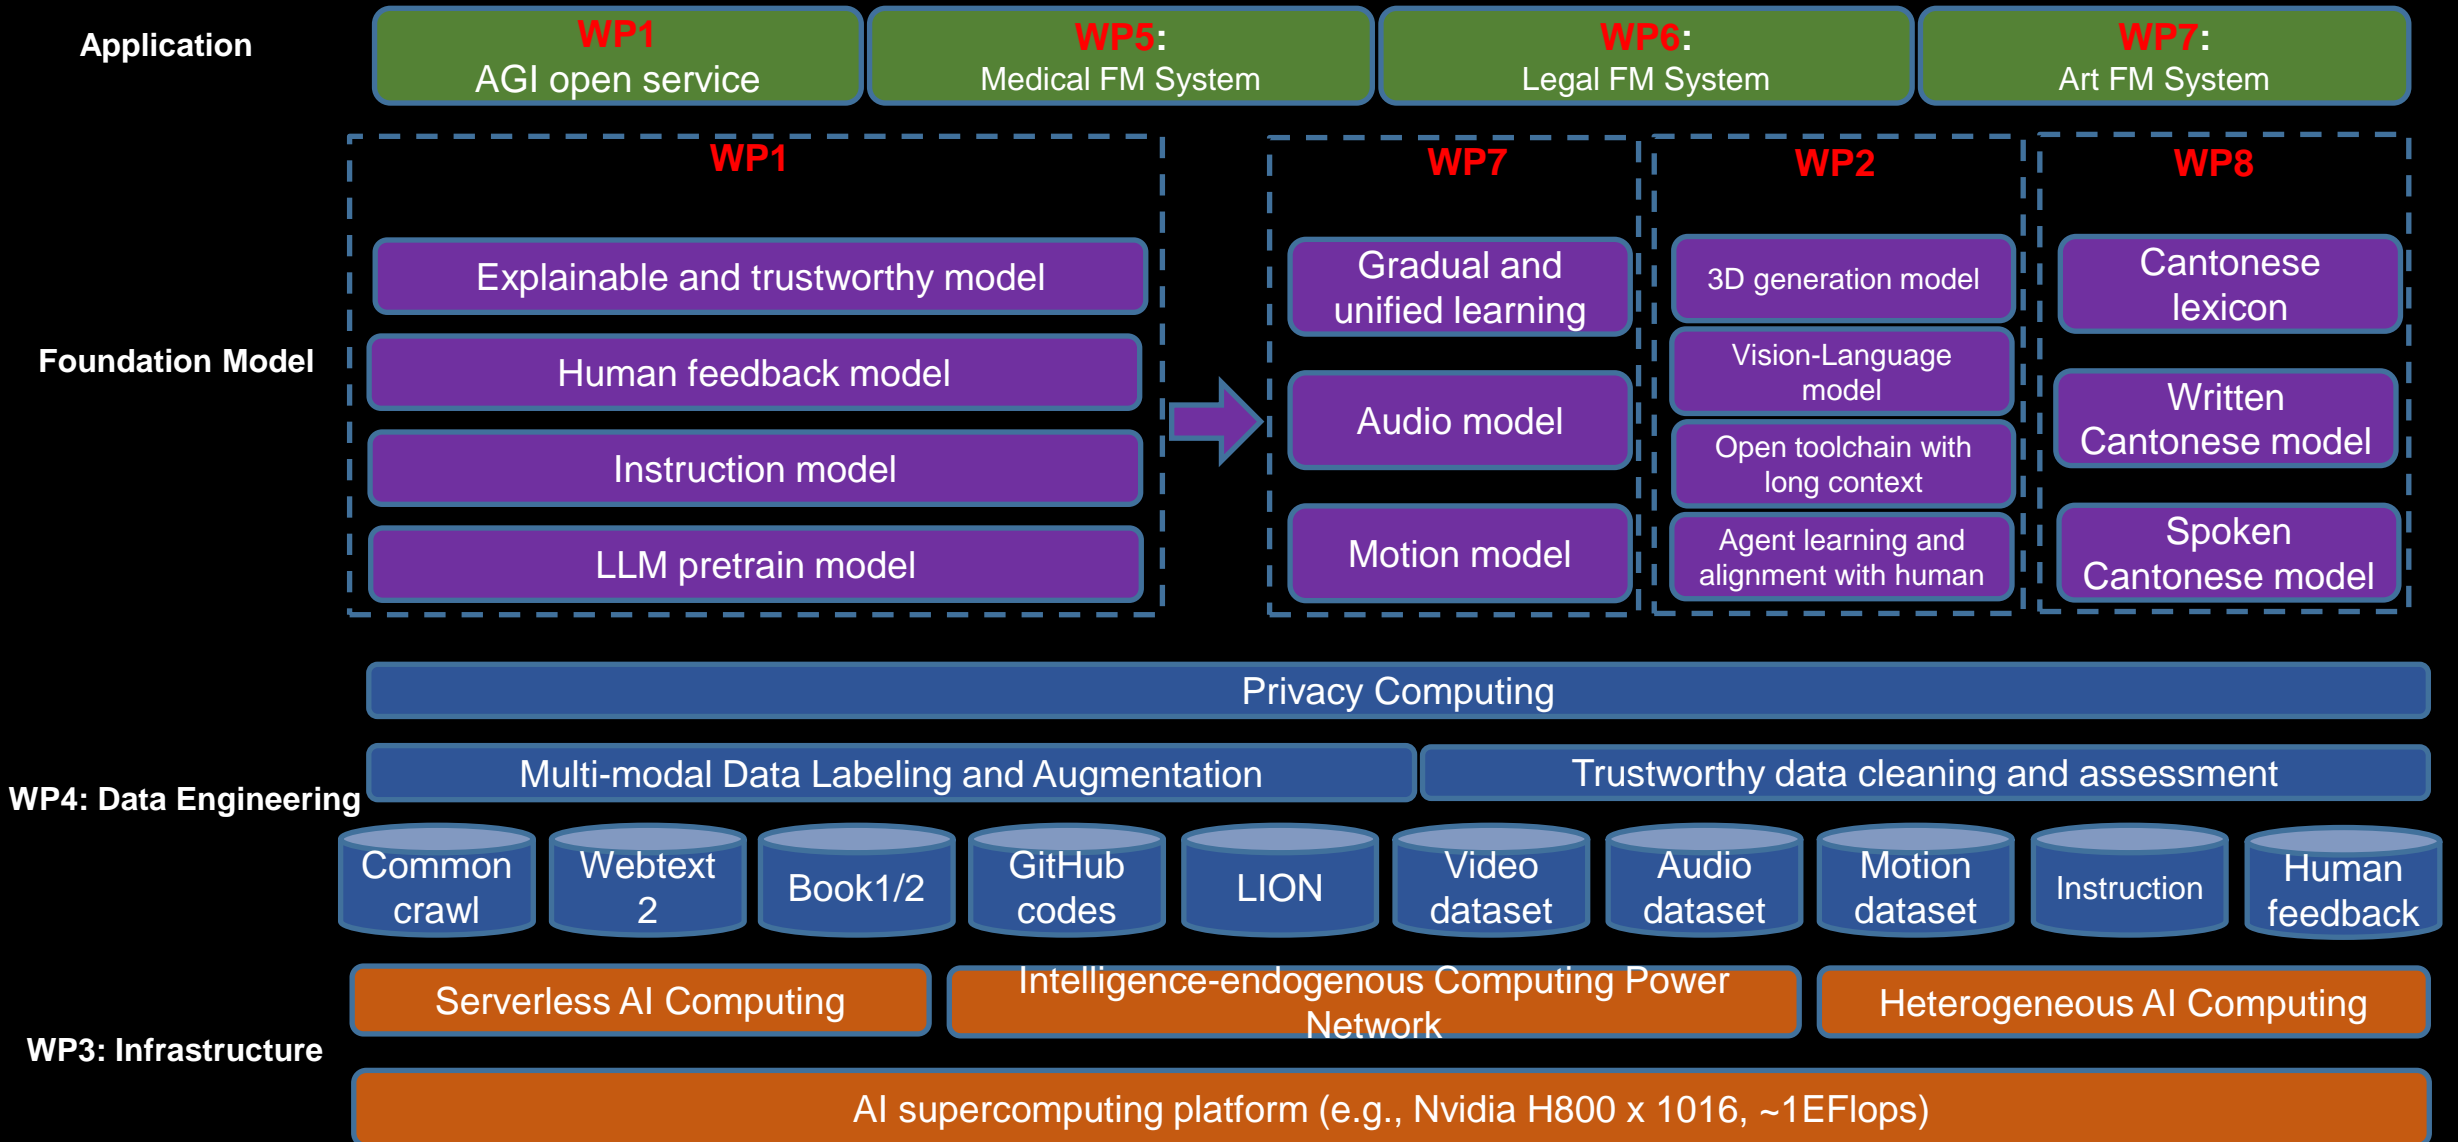 Application
WP1
AGI open service
WP5:
Medical FM System
WP6:
Legal FM System
WP7:
Art FM System
Foundation Model
WP1
Explainable and trustworthy model
Human feedback model
Instruction model
LLM pretrain model
WP7
Gradual and
unified learning
Audio model
Motion model
WP2
3D generation model
Vision-Language
model
Open toolchain with
long context
Agent learning and
alignment with human
WP8
Cantonese
lexicon
Written
Cantonese model
Spoken
Cantonese model
WP4: Data Engineering
Privacy Computing
Multi-modal Data Labeling and Augmentation
Trustworthy data cleaning and assessment
Common
crawl
Webtext
2
Book1/2
GitHub
codes
LION
Video
dataset
Audio
dataset
Motion
dataset
Instruction
Human
feedback
WP3: Infrastructure
Serverless AI Computing
Intelligence-endogenous Computing Power
Network
Heterogeneous AI Computing
AI supercomputing platform (e.g., Nvidia H800 x 1016, ~1EFlops)